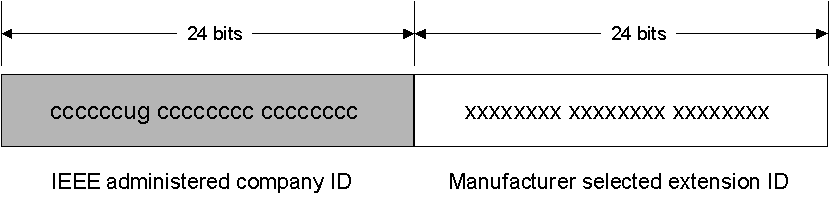 24 bits 24 bits
ccccccug cccccccc cccccccc xxxxxxxx xxxxxxxx xxxxxxxx
IEEE administered company ID Manufacturer selected extension ID